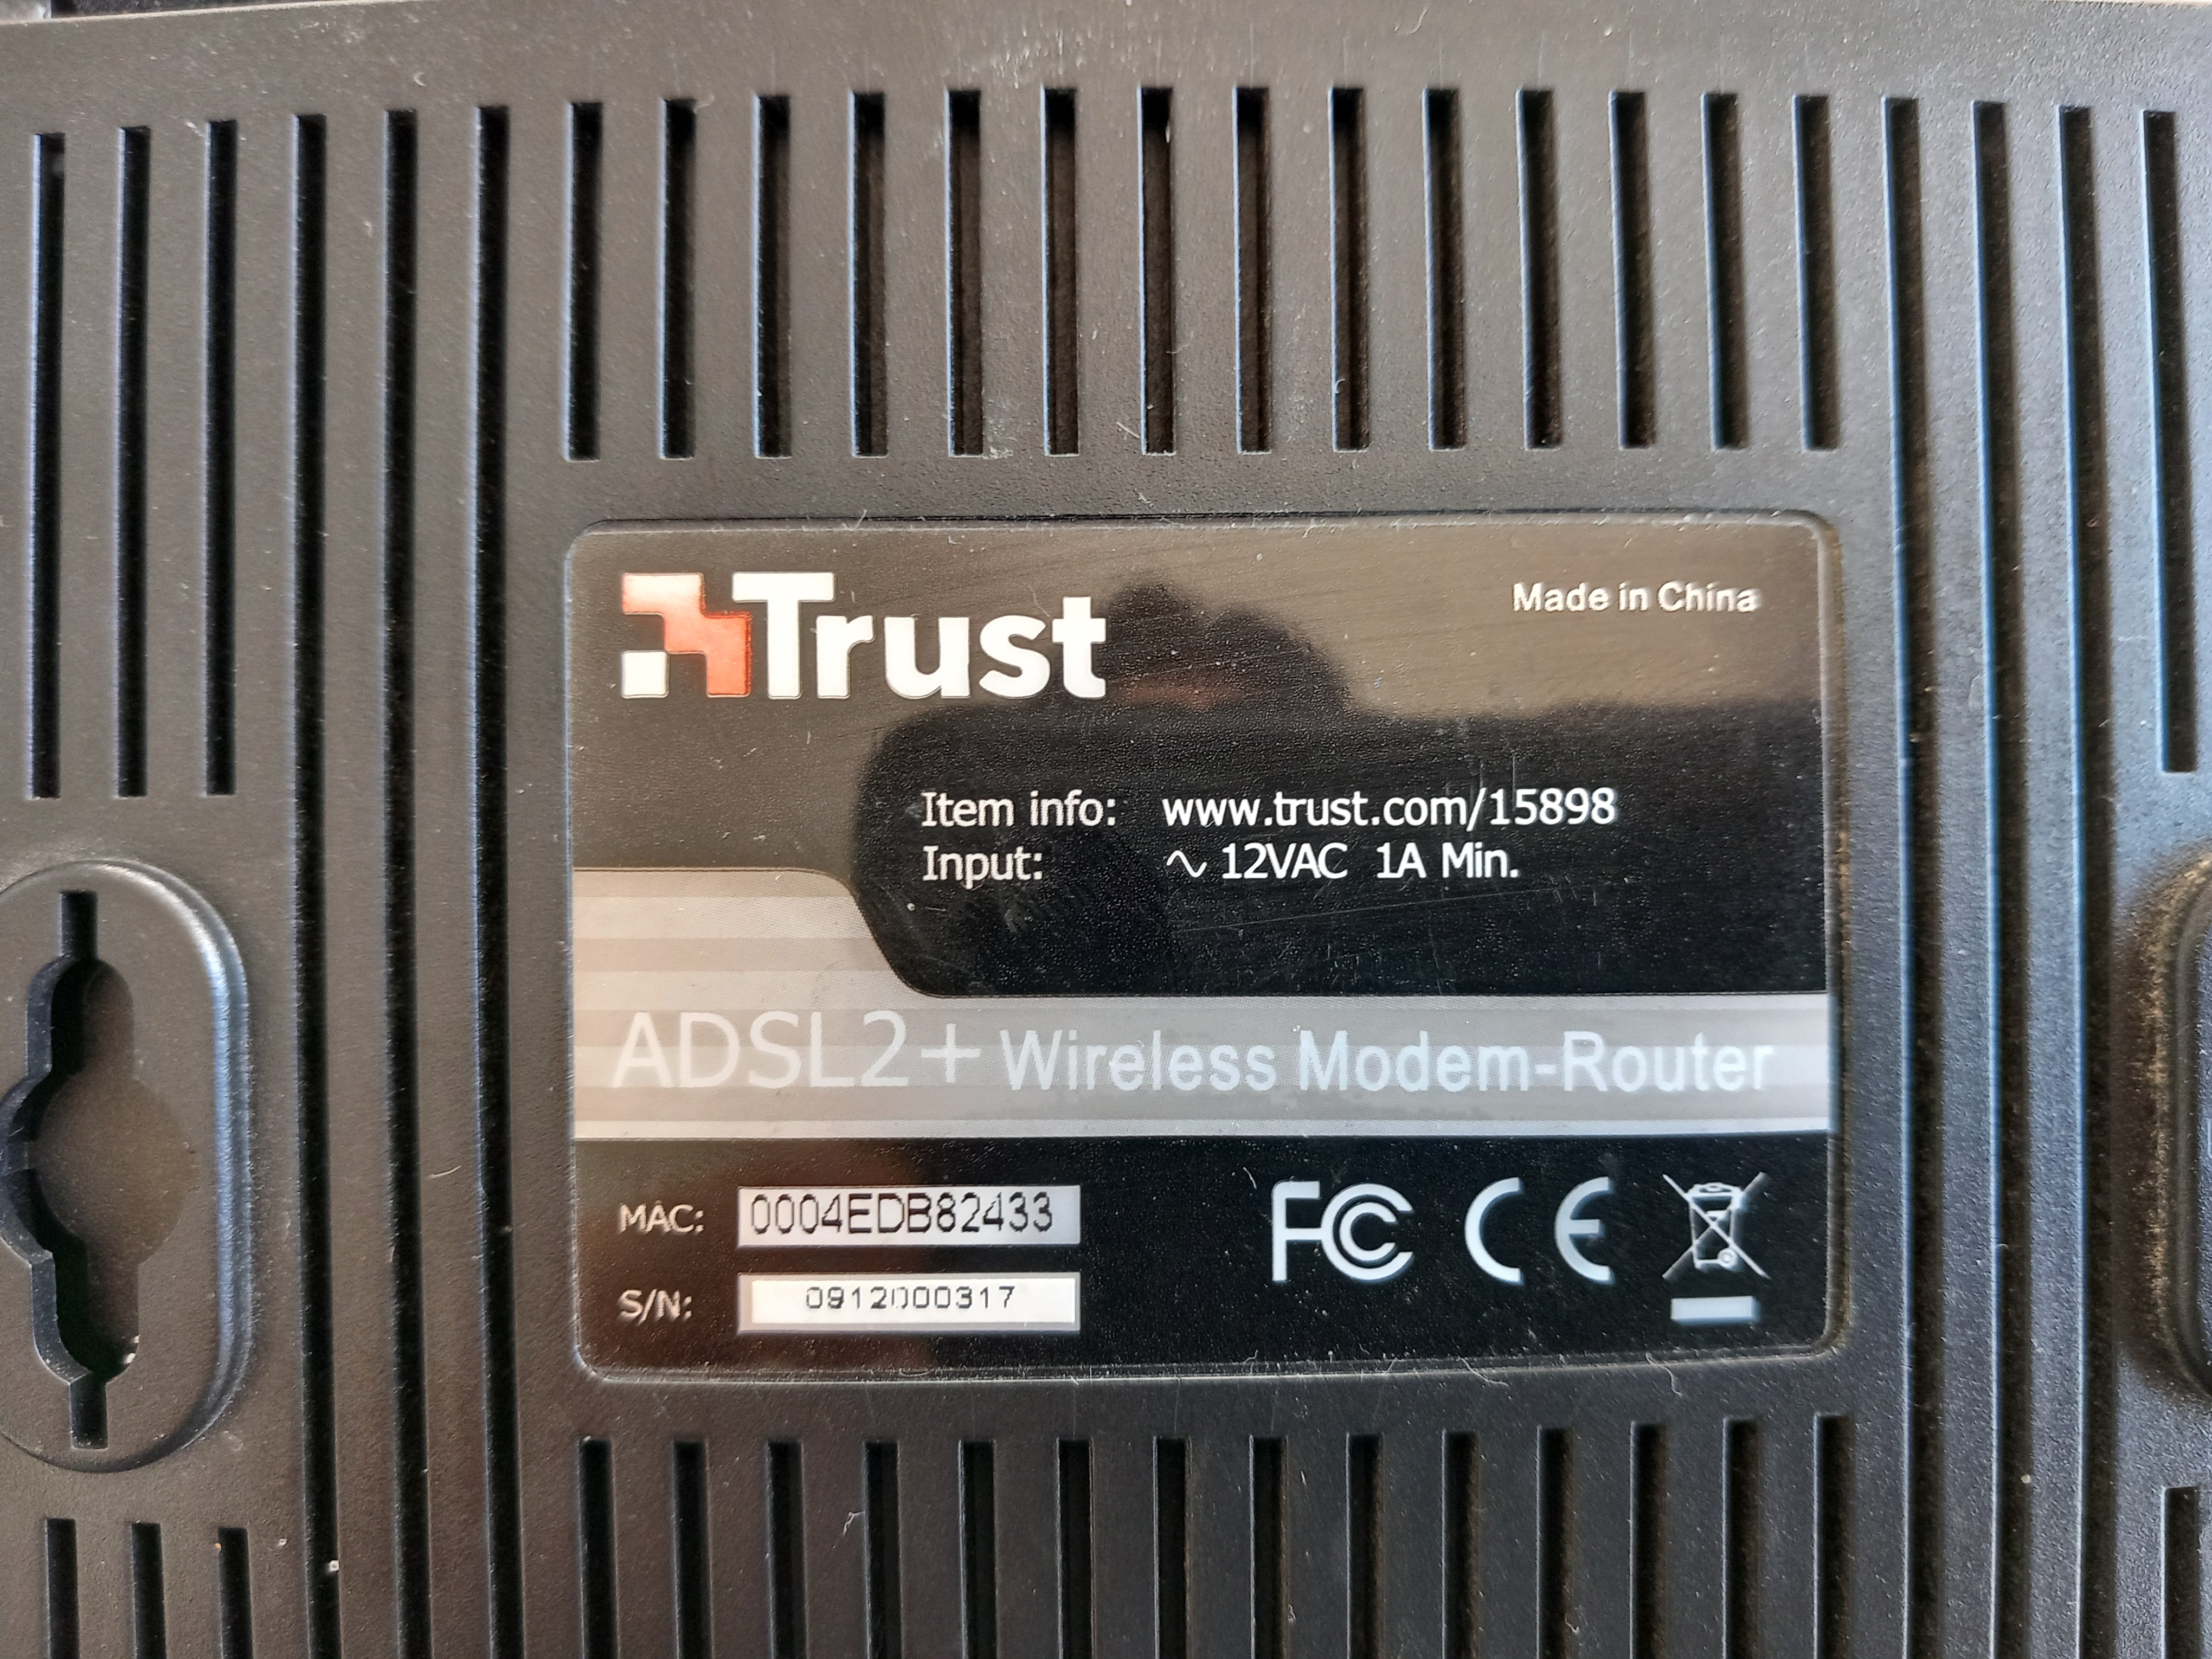 Trust
Made in China
Item info: www.trust.com/15898
Input: ∿ 12VAC 1A Min.
ADSL2+ Wireless Modem-Router
MAC: 0004EDB82433
S/N: 0912000317
FC CE